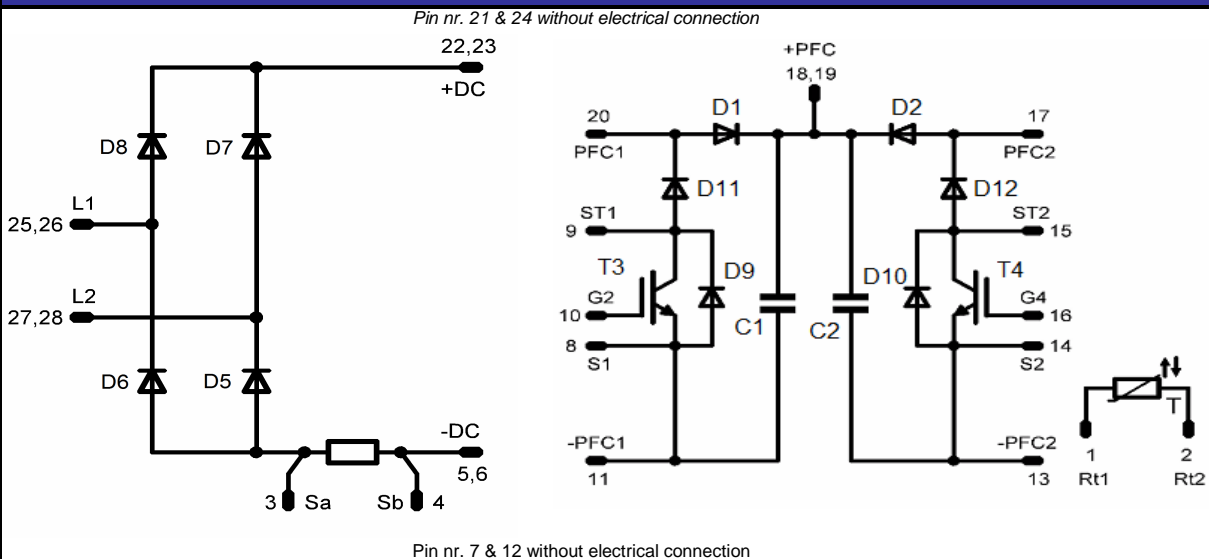 Pin nr. 21 & 24 without electrical connection
22,23
+DC
D8
D7
L1
25,26
L2
27,28
D6
D5
-DC
5,6
3
Sa
Sb
4
+PFC
18,19
20
PFC1
D1
D2
17
PFC2
D11
D12
ST1
9
ST2
15
T3
D9
D10
T4
G2
10
G4
16
C1
C2
8
S1
14
S2
-PFC1
11
-PFC2
13
T
1
Rt1
2
Rt2
Pin nr. 7 & 12 without electrical connection